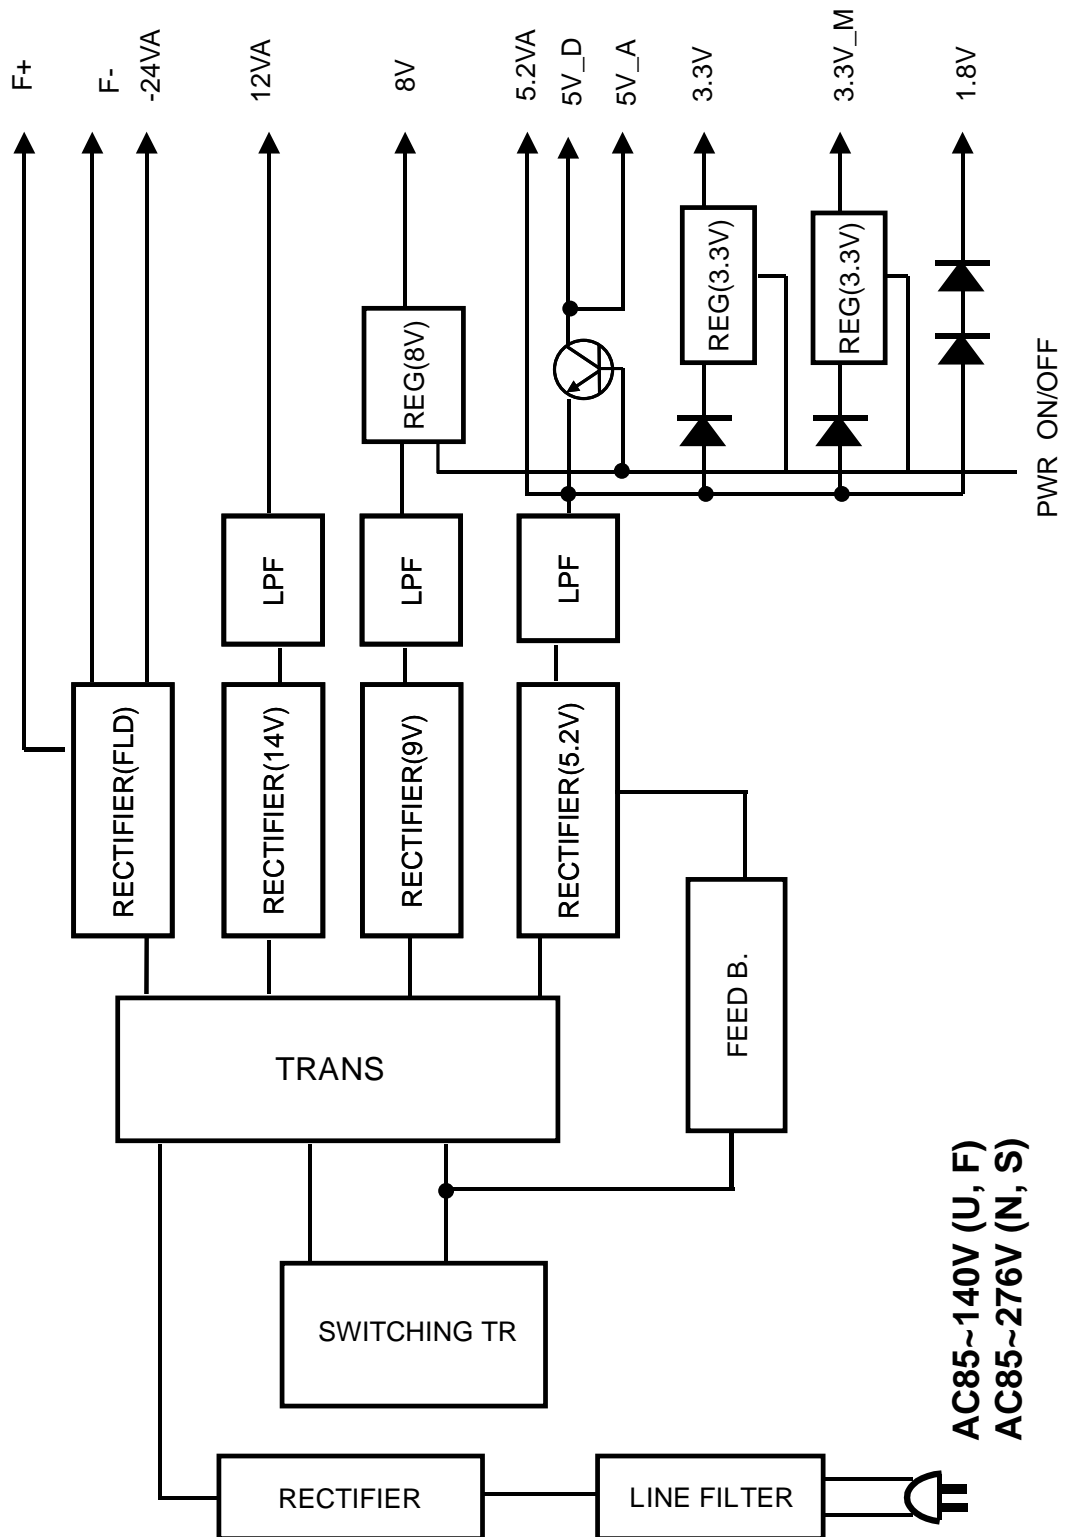 F+
F-
-24VA
12VA
8V
5.2VA
5V_D
5V_A
3.3V
3.3V_M
1.8V
REG(8V)
REG(3.3V)
REG(3.3V)
PWR ON/OFF
LPF
LPF
LPF
RECTIFIER(FLD)
RECTIFIER(14V)
RECTIFIER(9V)
RECTIFIER(5.2V)
FEED B.
TRANS
SWITCHING TR
RECTIFIER
LINE FILTER
AC85~140V (U, F)
AC85~276V (N, S)